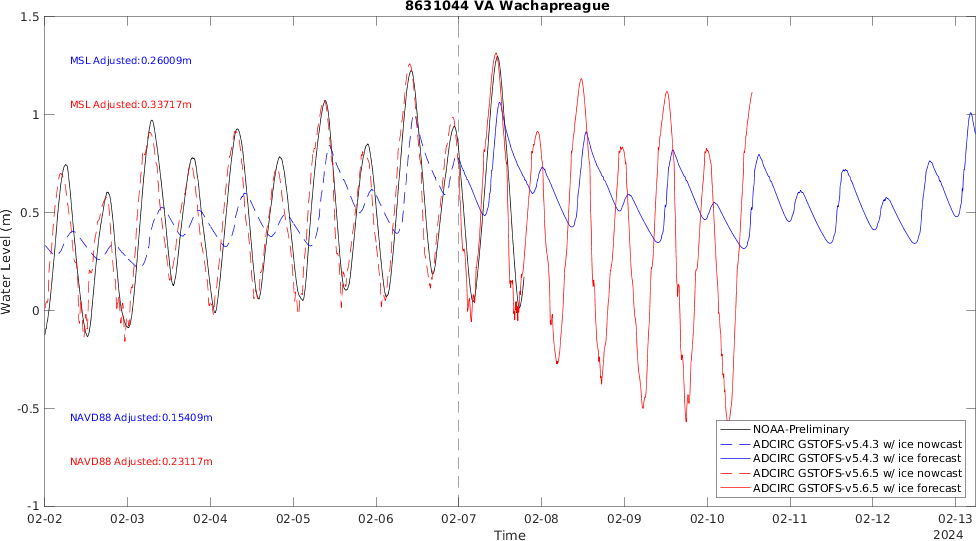 8631044 VA Wachapreague
1.5
1
0.5
0
-0.5
-1
Water Level (m)
MSL Adjusted:0.26009m
MSL Adjusted:0.33717m
NAVD88 Adjusted:0.15409m
NAVD88 Adjusted:0.23117m
NOAA-Preliminary
ADCIRC GSTOFS-v5.4.3 w/ ice nowcast
ADCIRC GSTOFS-v5.4.3 w/ ice forecast
ADCIRC GSTOFS-v5.6.5 w/ ice nowcast
ADCIRC GSTOFS-v5.6.5 w/ ice forecast
02-02 02-03 02-04 02-05 02-06 02-07 02-08 02-09 02-10 02-11 02-12 02-13
2024
Time